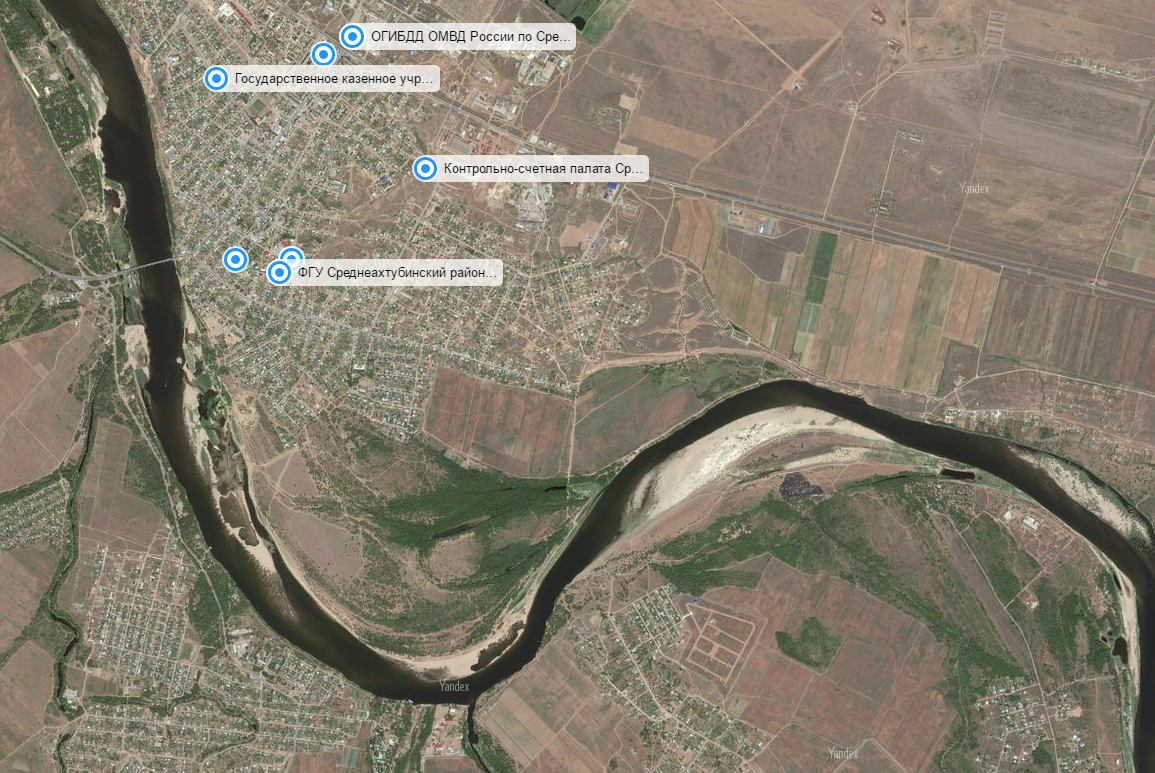 ОГИБДД ОМВД России по Сре...
Государственное казенное учр...
Контрольно-счетная палата Ср...
Yandex
ФГУ Среднеахтубинский район...
Yandex
Yandex